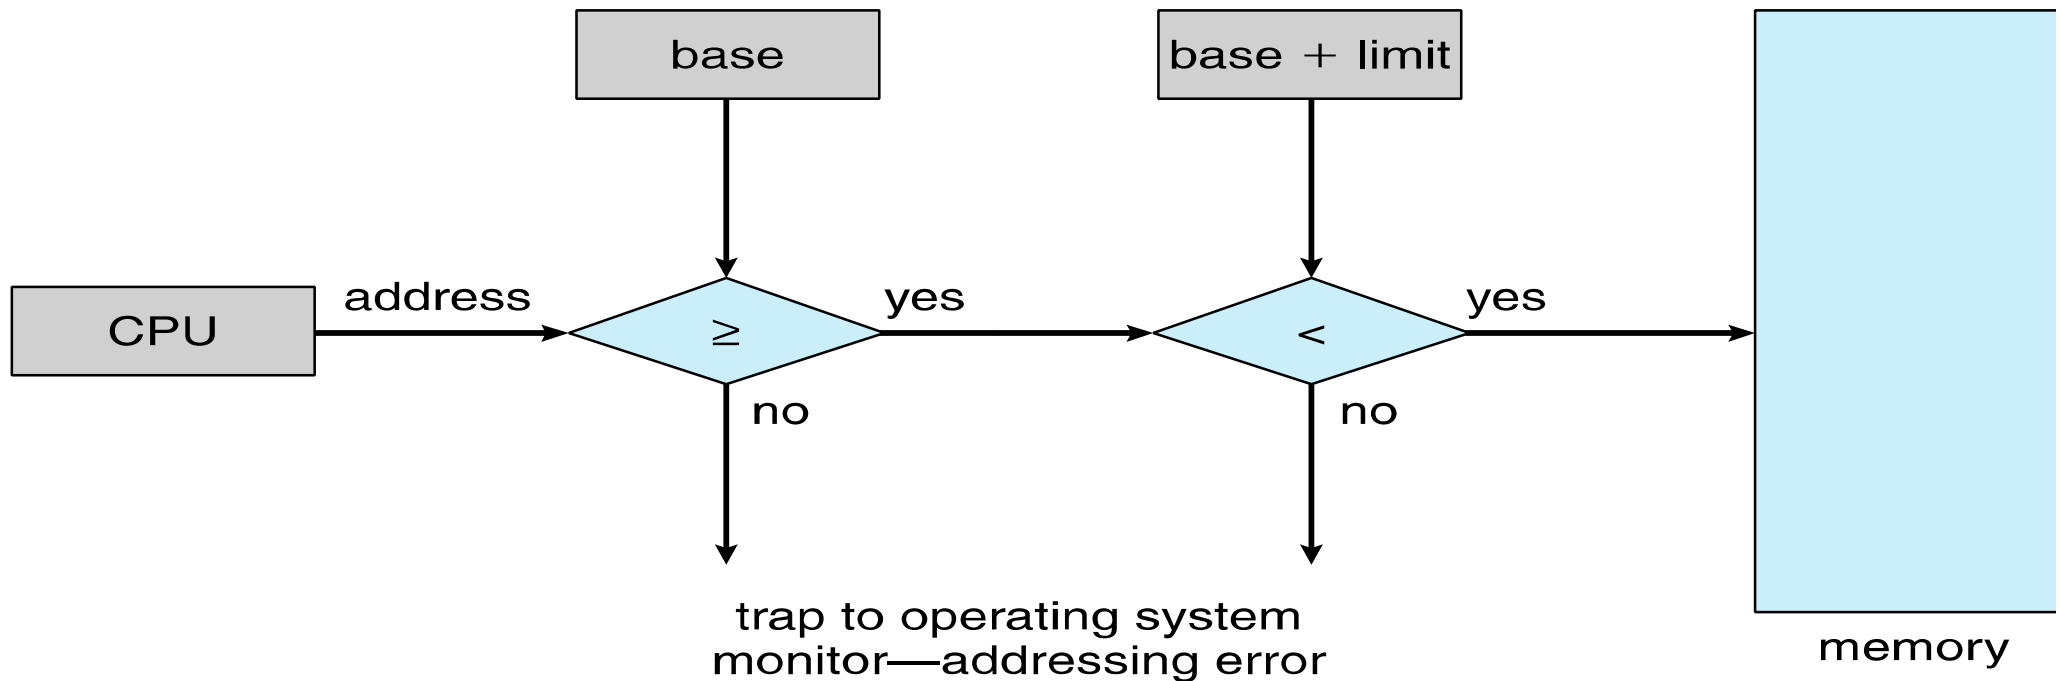 base
base + limit
CPU
address
≥
yes
<
yes
no
no
trap to operating system
monitor—addressing error
memory